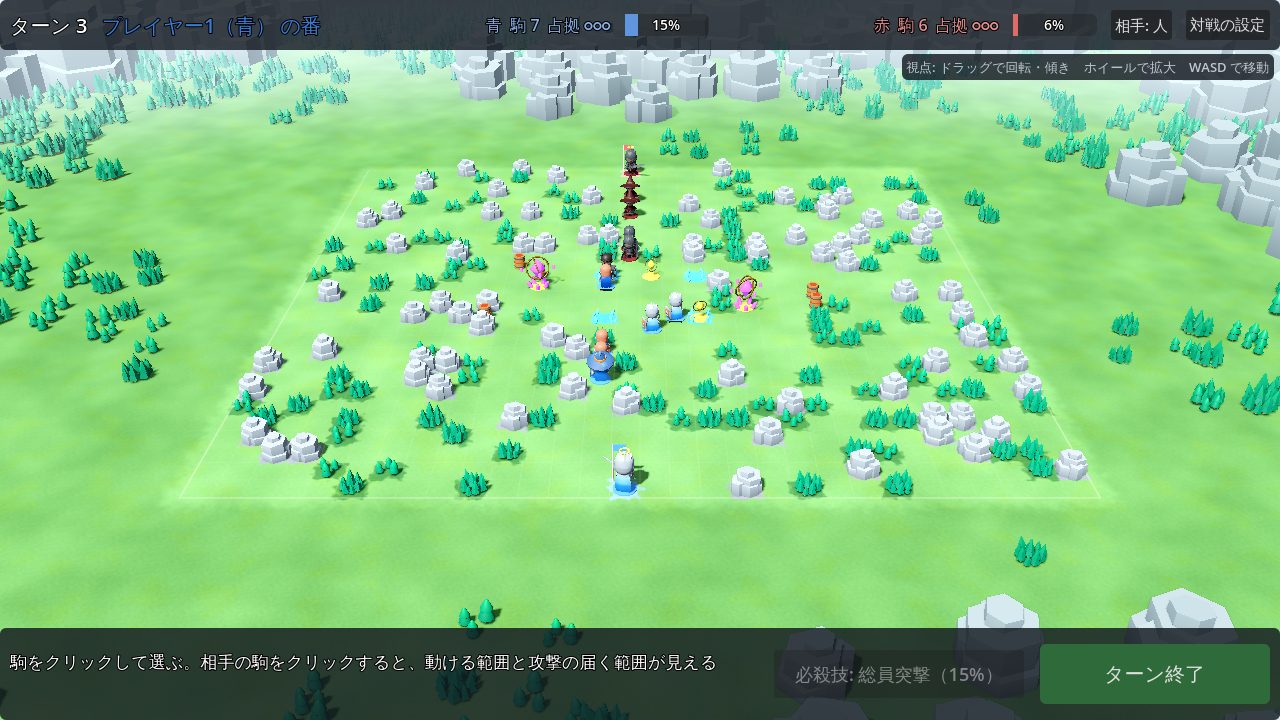 ターン 3 プレイヤー1（青） の番 青 駒 7 占拠 ooo 15% 赤 駒 6 占拠 ooo 6% 相手: 人 対戦の設定
視点: ドラッグで回転・傾き ホイールで拡大 WASD で移動
駒をクリックして選ぶ。相手の駒をクリックすると、動ける範囲と攻撃の届く範囲が見える
必殺技: 総員突撃（15%）
ターン終了